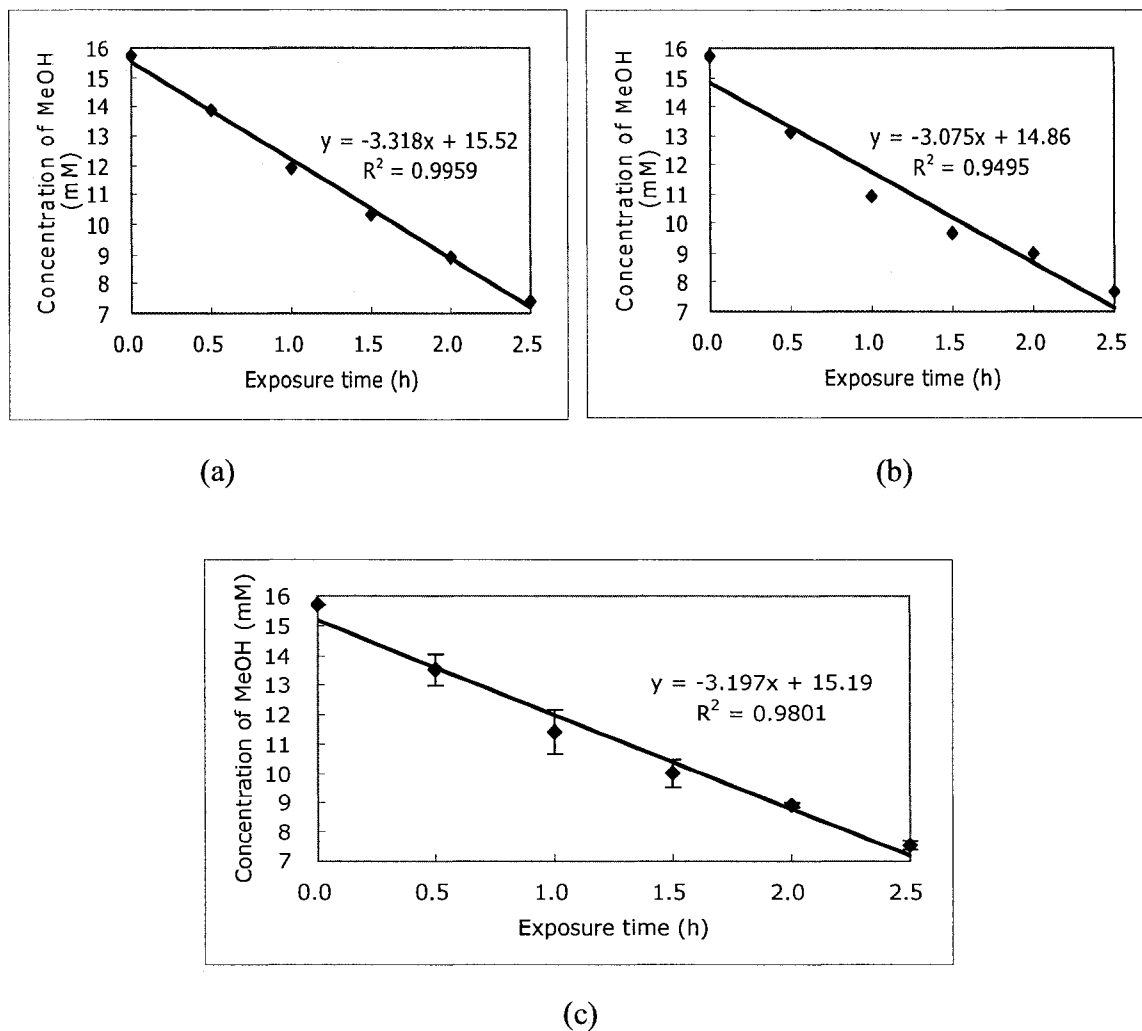 Concentration of MeOH
(mM)
16
15
14
13
12
11
10
9
8
7
y = -3.318x + 15.52
R² = 0.9959
0.0 0.5 1.0 1.5 2.0 2.5
Exposure time (h)
(a)
Concentration of MeOH
(mM)
16
15
14
13
12
11
10
9
8
7
y = -3.075x + 14.86
R² = 0.9495
0.0 0.5 1.0 1.5 2.0 2.5
Exposure time (h)
(b)
Concentration of MeOH (mM)
16
15
14
13
12
11
10
9
8
7
y = -3.197x + 15.19
R² = 0.9801
0.0 0.5 1.0 1.5 2.0 2.5
Exposure time (h)
(c)